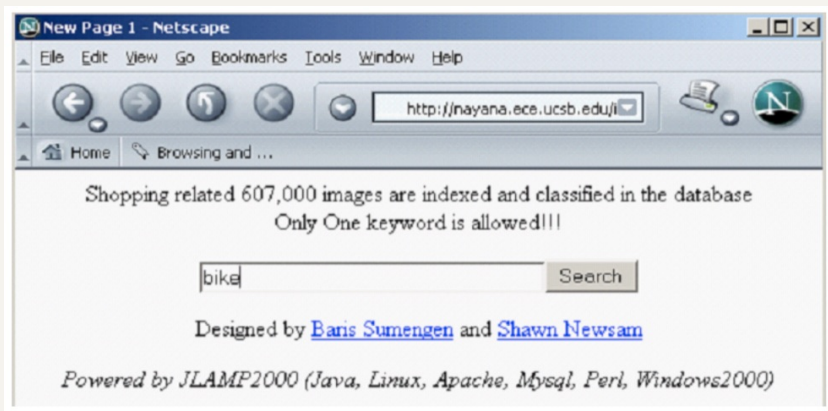 New Page 1 - Netscape
File Edit View Go Bookmarks Tools Window Help
http://nayana.ece.ucsb.edu/i
N
Home Browsing and ...
Shopping related 607,000 images are indexed and classified in the database
Only One keyword is allowed!!!
bike Search
Designed by Baris Sumengen and Shawn Newsam
Powered by JLAMP2000 (Java, Linux, Apache, Mysql, Perl, Windows2000)